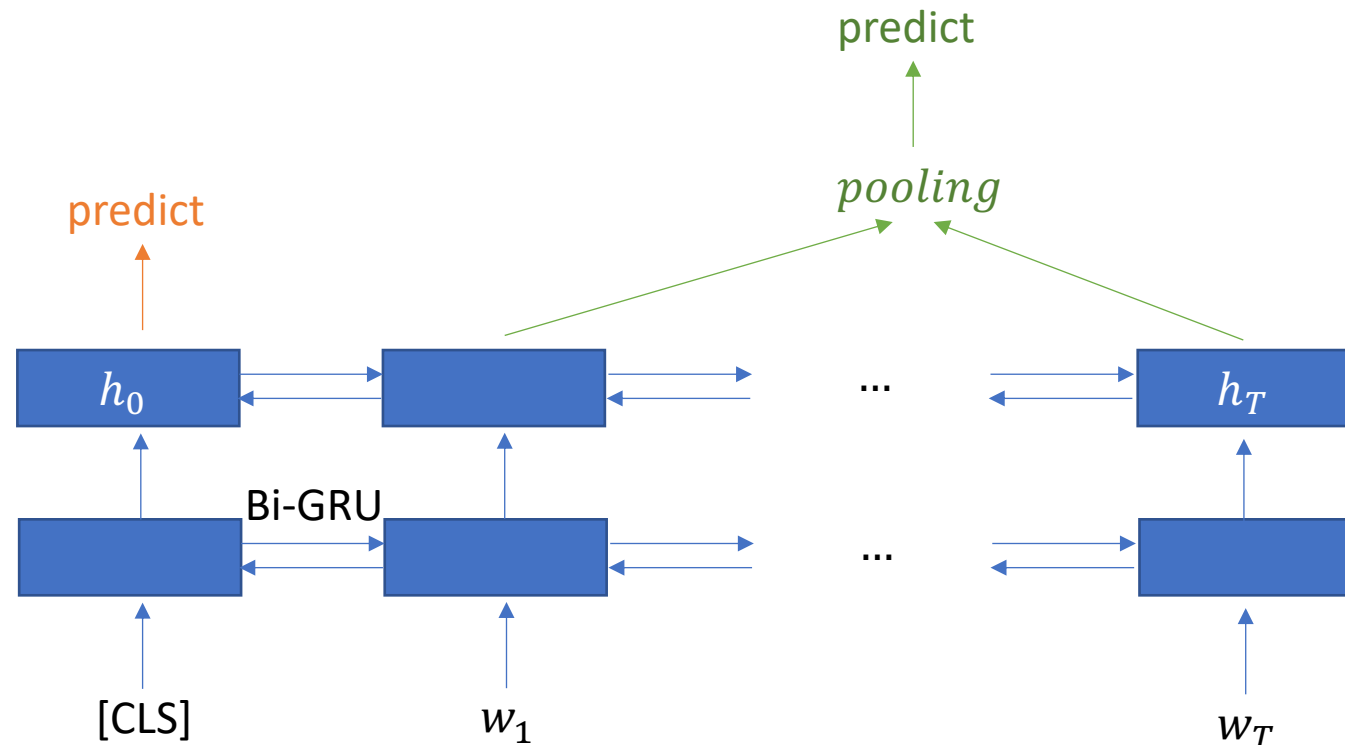 predict
pooling
predict
h_0
...
h_T
Bi-GRU
...
[CLS]
w_1
w_T